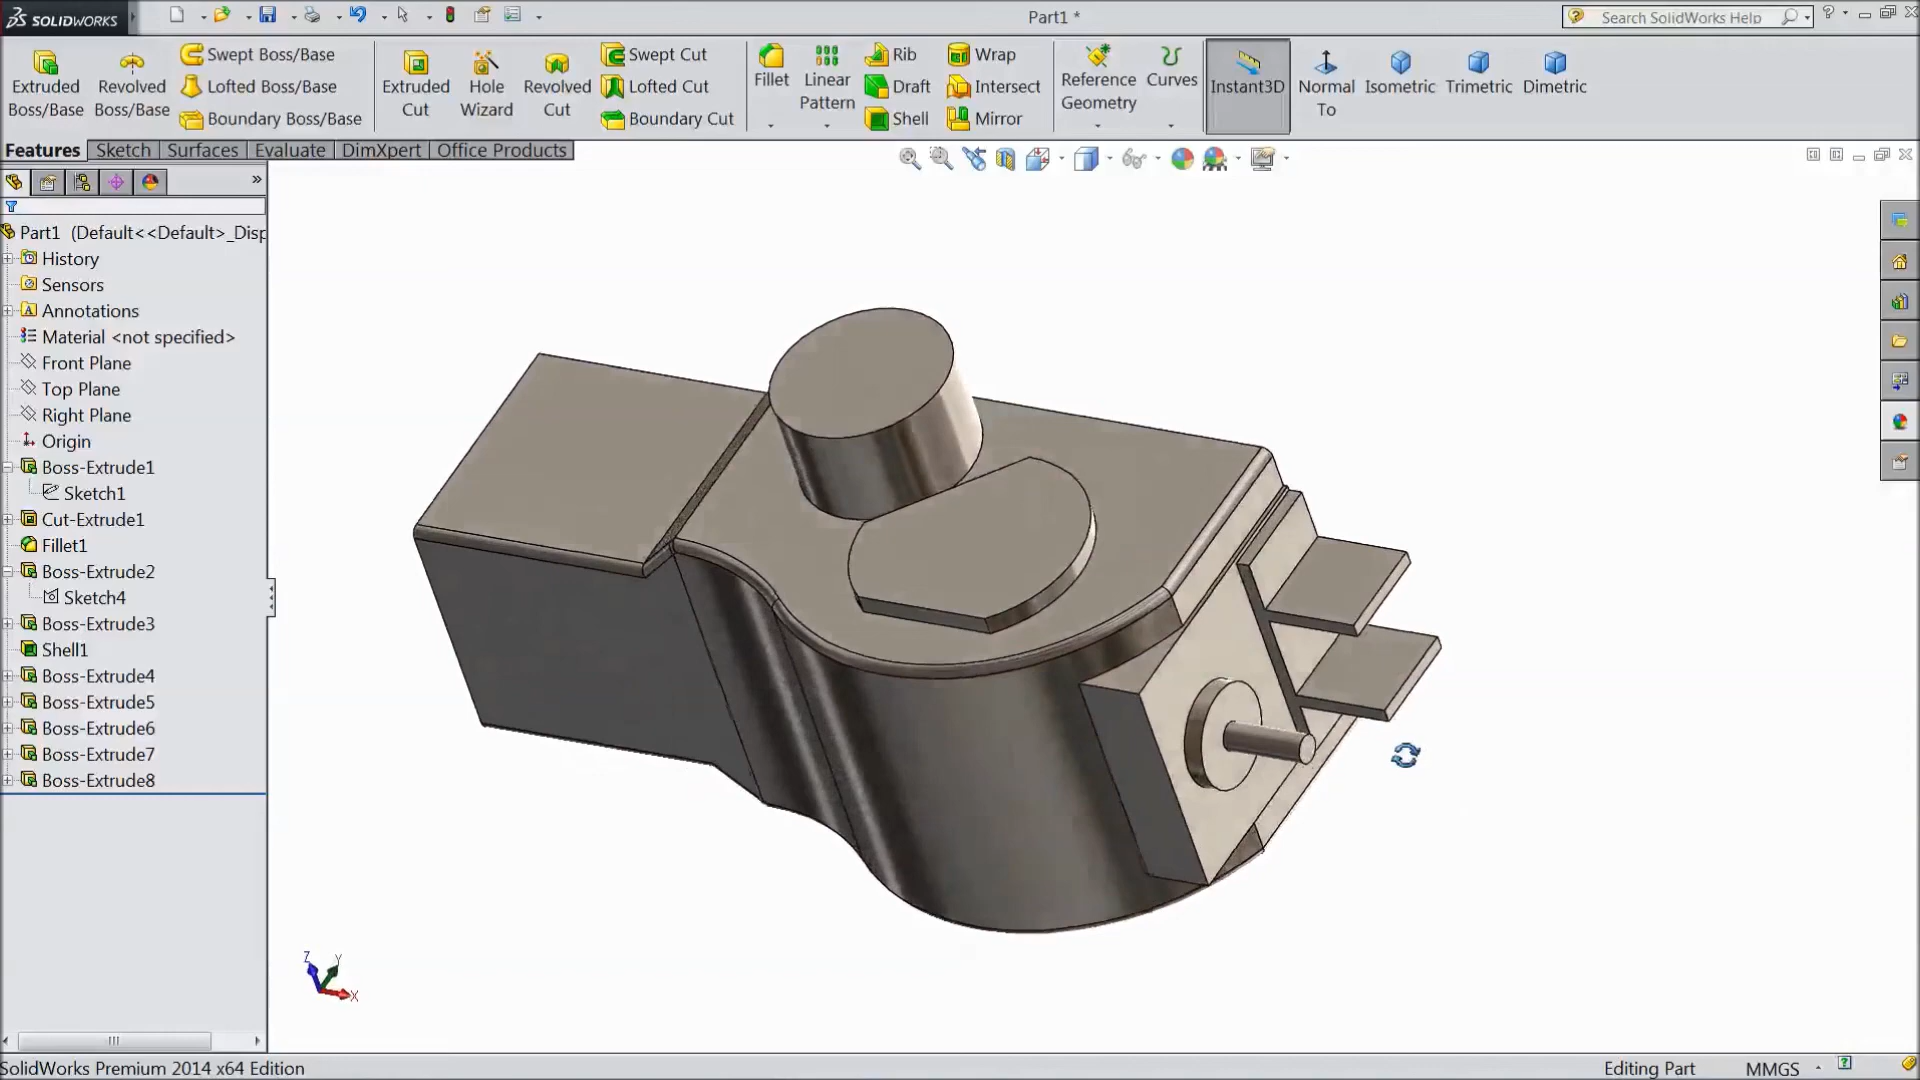 SOLIDWORKS
Part1 *
Search SolidWorks Help
Extruded Boss/Base
Revolved Boss/Base
Swept Boss/Base
Lofted Boss/Base
Boundary Boss/Base
Extruded Cut
Hole Wizard
Revolved Cut
Swept Cut
Lofted Cut
Boundary Cut
Fillet
Linear Pattern
Rib
Draft
Shell
Wrap
Intersect
Mirror
Reference Geometry
Curves
Instant3D
Normal To
Isometric
Trimetric
Dimetric
Features
Sketch
Surfaces
Evaluate
DimXpert
Office Products
Part1 (Default<<Default>_Disp
History
Sensors
Annotations
Material <not specified>
Front Plane
Top Plane
Right Plane
Origin
Boss-Extrude1
Sketch1
Cut-Extrude1
Fillet1
Boss-Extrude2
Sketch4
Boss-Extrude3
Shell1
Boss-Extrude4
Boss-Extrude5
Boss-Extrude6
Boss-Extrude7
Boss-Extrude8
Z
Y
X
SolidWorks Premium 2014 x64 Edition
Editing Part
MMGS